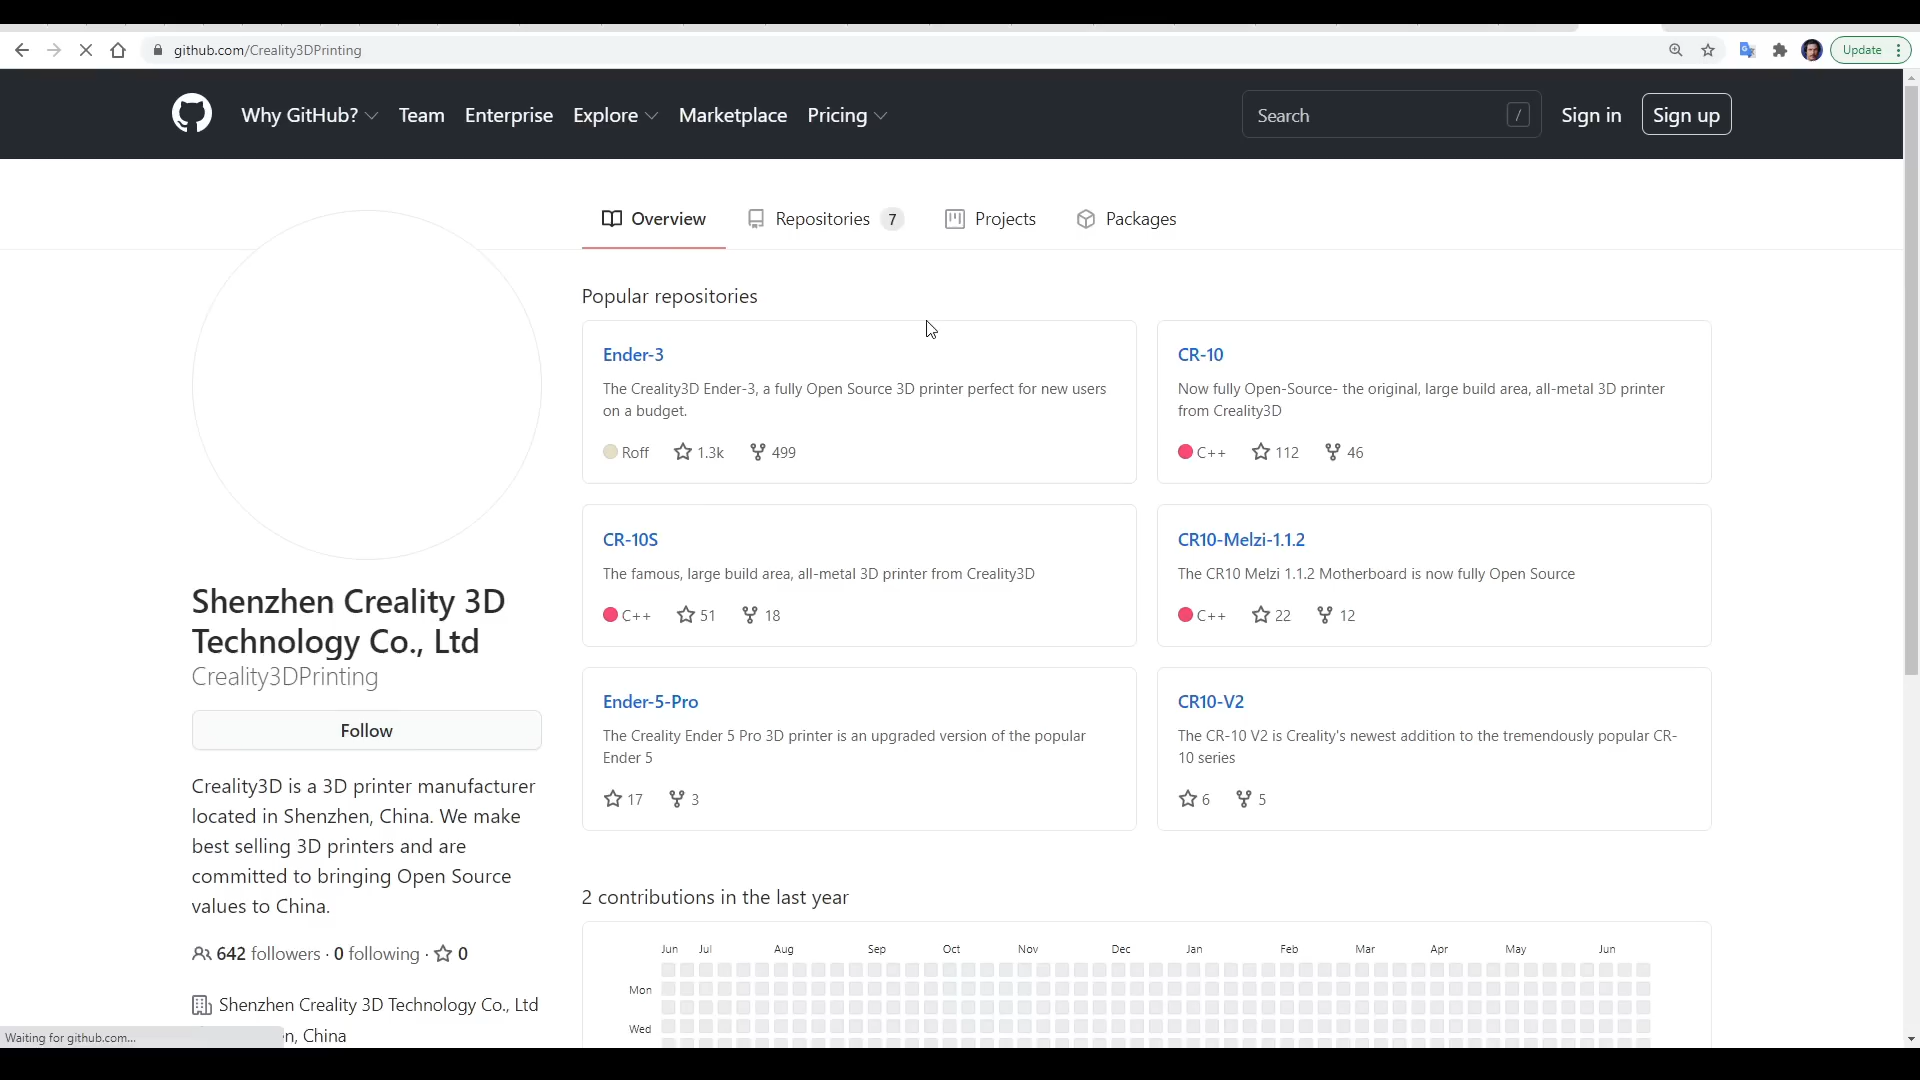 github.com/Creality3DPrinting
Update
Why GitHub? Team Enterprise Explore Marketplace Pricing
Search /
Sign in Sign up
Overview Repositories 7 Projects Packages
Popular repositories
Ender-3
The Creality3D Ender-3, a fully Open Source 3D printer perfect for new users
on a budget.
Roff 1.3k 499
CR-10
Now fully Open-Source- the original, large build area, all-metal 3D printer
from Creality3D
C++ 112 46
CR-10S
The famous, large build area, all-metal 3D printer from Creality3D
C++ 51 18
CR10-Melzi-1.1.2
The CR10 Melzi 1.1.2 Motherboard is now fully Open Source
C++ 22 12
Ender-5-Pro
The Creality Ender 5 Pro 3D printer is an upgraded version of the popular
Ender 5
17 3
CR10-V2
The CR-10 V2 is Creality's newest addition to the tremendously popular CR-
10 series
6 5
Shenzhen Creality 3D
Technology Co., Ltd
Creality3DPrinting
Follow
Creality3D is a 3D printer manufacturer
located in Shenzhen, China. We make
best selling 3D printers and are
committed to bringing Open Source
values to China.
642 followers · 0 following · 0
Shenzhen Creality 3D Technology Co., Ltd
n, China
2 contributions in the last year
Jun Jul Aug Sep Oct Nov Dec Jan Feb Mar Apr May Jun
Mon
Wed
Waiting for github.com...